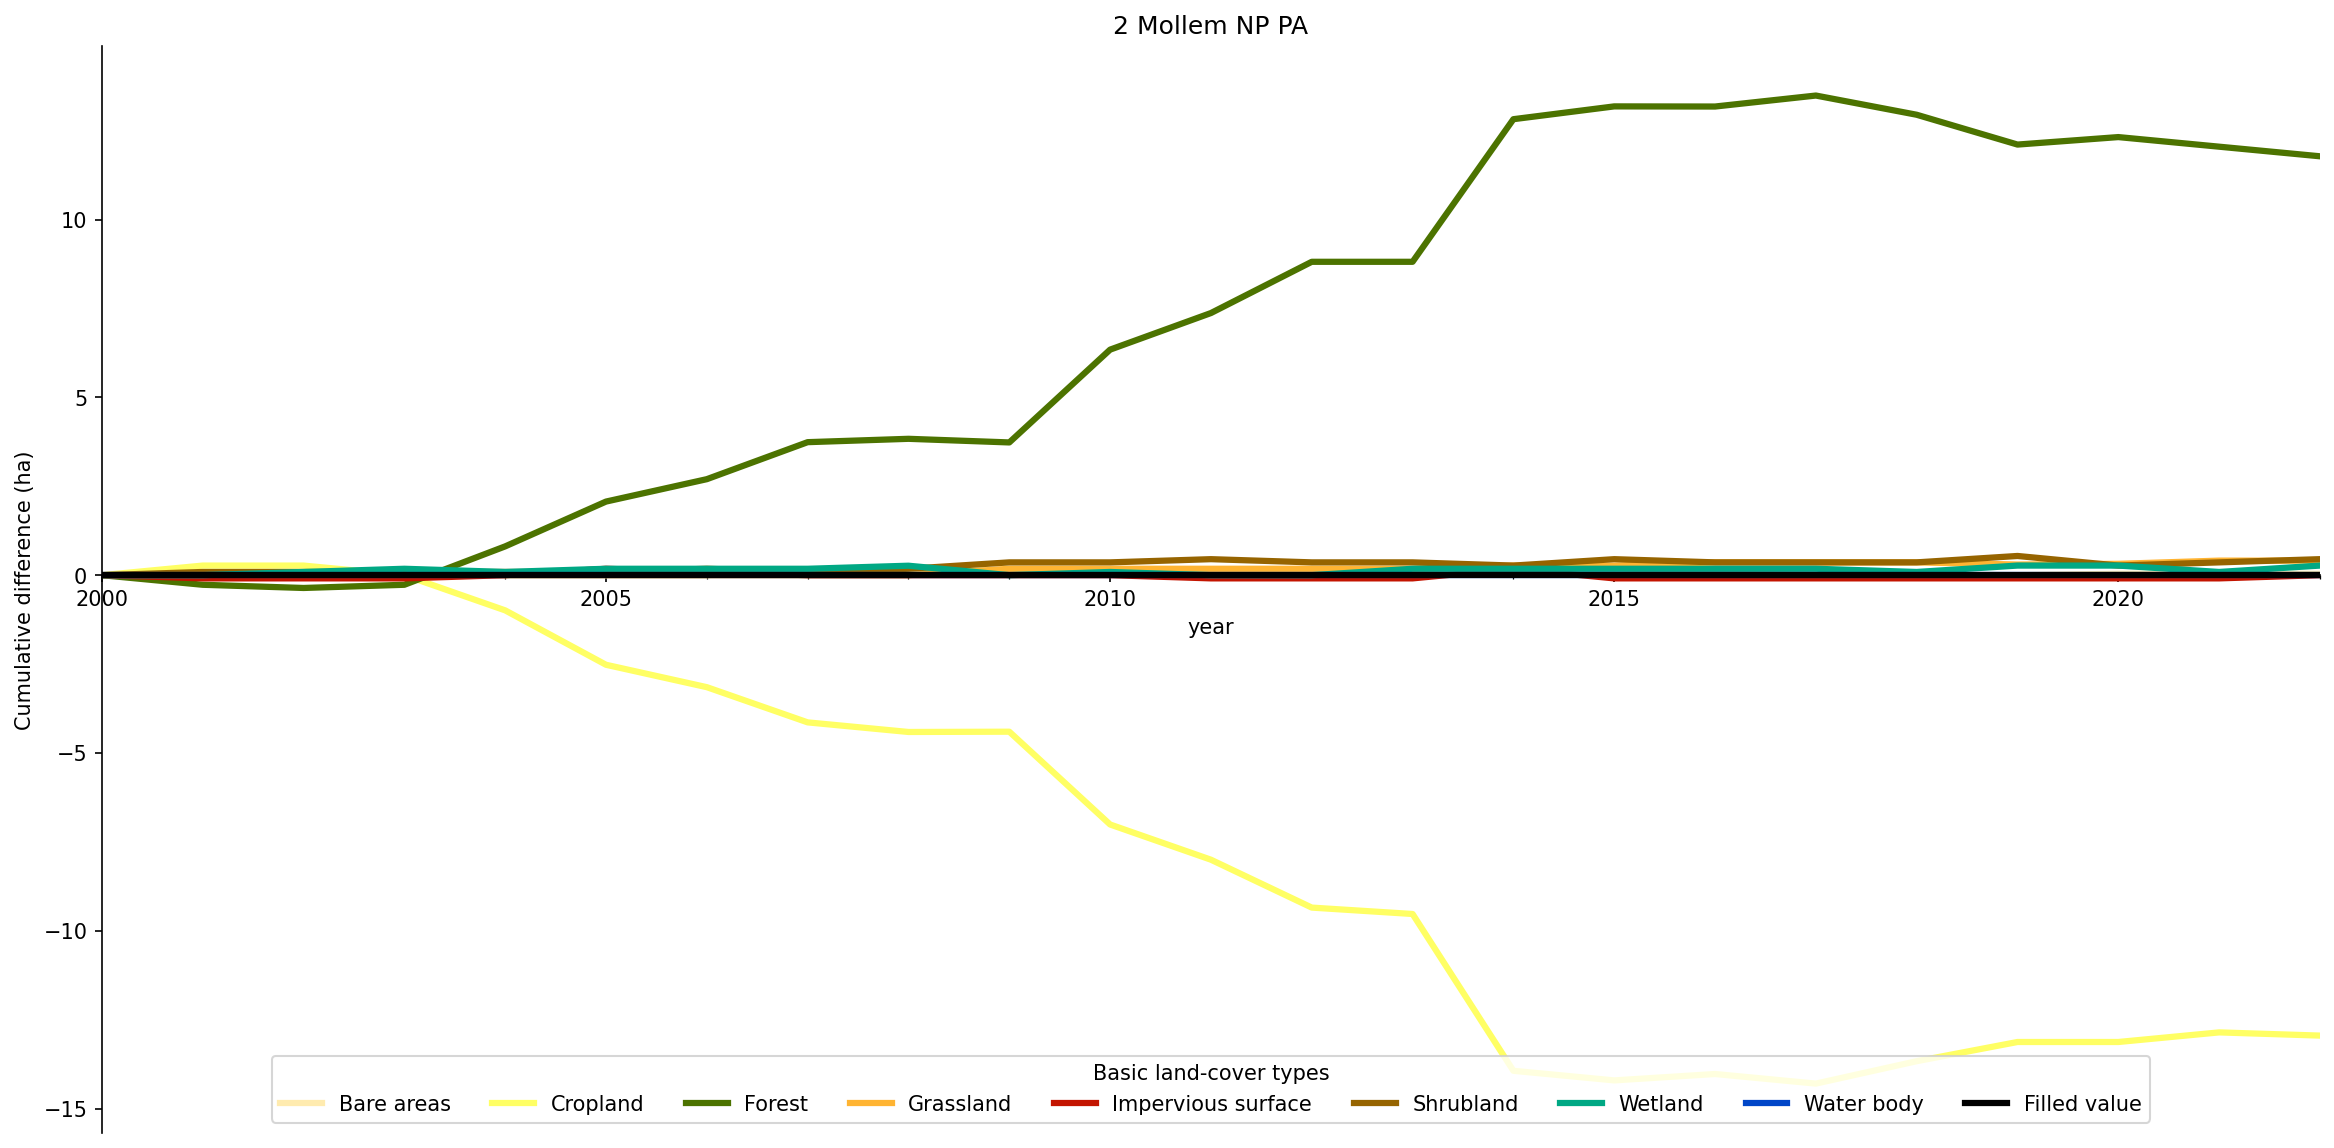 2 Mollem NP PA
Cumulative difference (ha)
10
5
0
−5
−10
−15
2000 2005 2010 2015 2020
year
Basic land-cover types
Bare areas Cropland Forest Grassland Impervious surface Shrubland Wetland Water body Filled value